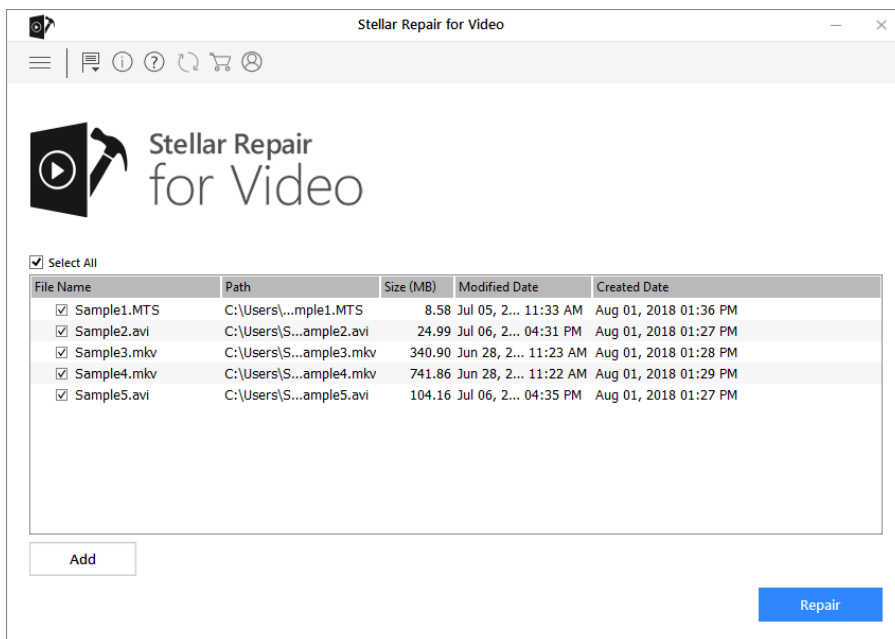 Stellar Repair for Video
Stellar Repair
for Video
Select All
File Name Path Size (MB) Modified Date Created Date
Sample1.MTS C:\Users\...mple1.MTS 8.58 Jul 05, 2... 11:33 AM Aug 01, 2018 01:36 PM
Sample2.avi C:\Users\S...ample2.avi 24.99 Jul 06, 2... 04:31 PM Aug 01, 2018 01:27 PM
Sample3.mkv C:\Users\S...ample3.mkv 340.90 Jun 28, 2... 11:23 AM Aug 01, 2018 01:28 PM
Sample4.mkv C:\Users\S...ample4.mkv 741.86 Jun 28, 2... 11:22 AM Aug 01, 2018 01:29 PM
Sample5.avi C:\Users\S...ample5.avi 104.16 Jul 06, 2... 04:35 PM Aug 01, 2018 01:27 PM
Add
Repair